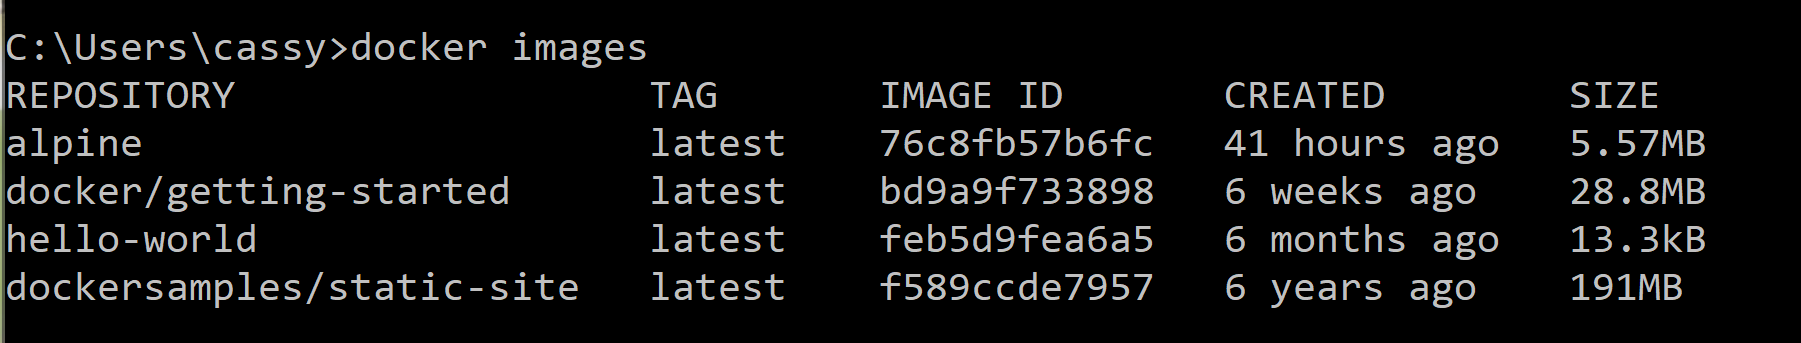 C:\Users\cassy>docker images
REPOSITORY TAG IMAGE ID CREATED SIZE
alpine latest 76c8fb57b6fc 41 hours ago 5.57MB
docker/getting-started latest bd9a9f733898 6 weeks ago 28.8MB
hello-world latest feb5d9fea6a5 6 months ago 13.3kB
dockersamples/static-site latest f589ccde7957 6 years ago 191MB